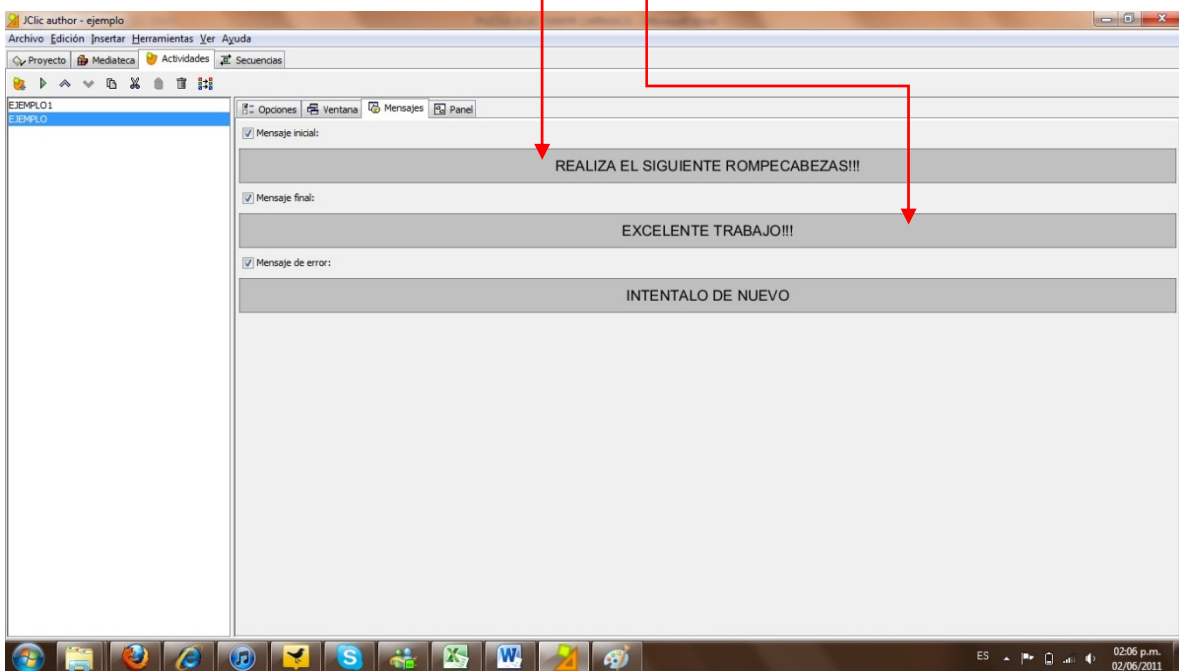 JClic author - ejemplo
Archivo Edición Insertar Herramientas Ver Ayuda
Proyecto Mediateca Actividades Secuencias
EJEMPLO1
EJEMPLO
Opciones Ventana Mensajes Panel
Mensaje inicial:
REALIZA EL SIGUIENTE ROMPECABEZAS!!!
Mensaje final:
EXCELENTE TRABAJO!!!
Mensaje de error:
INTENTALO DE NUEVO
ES
02:06 p.m.
02/06/2011